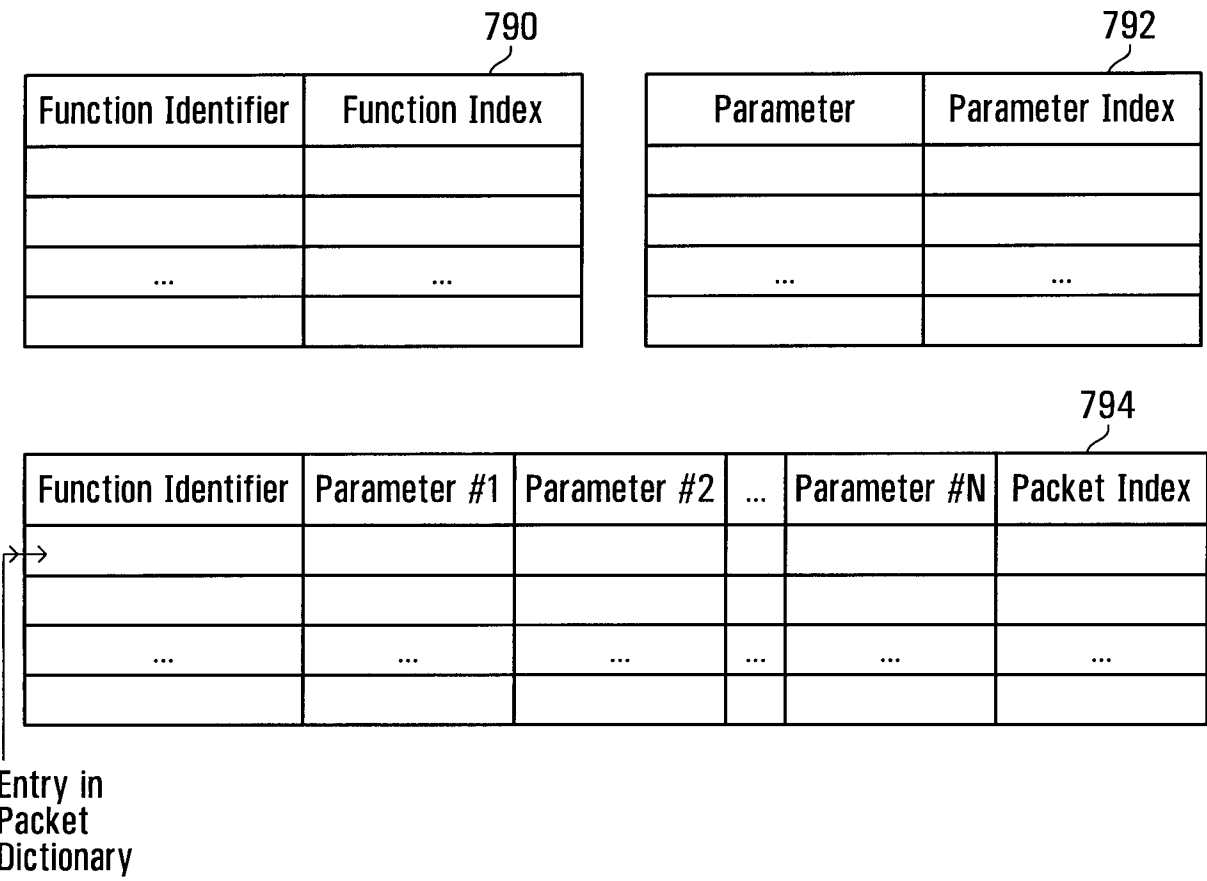 790
792
Function Identifier Function Index
Parameter Parameter Index
... ...
... ...
794
Function Identifier Parameter #1 Parameter #2 ... Parameter #N Packet Index
... ... ... ... ... ...
Entry in
Packet
Dictionary